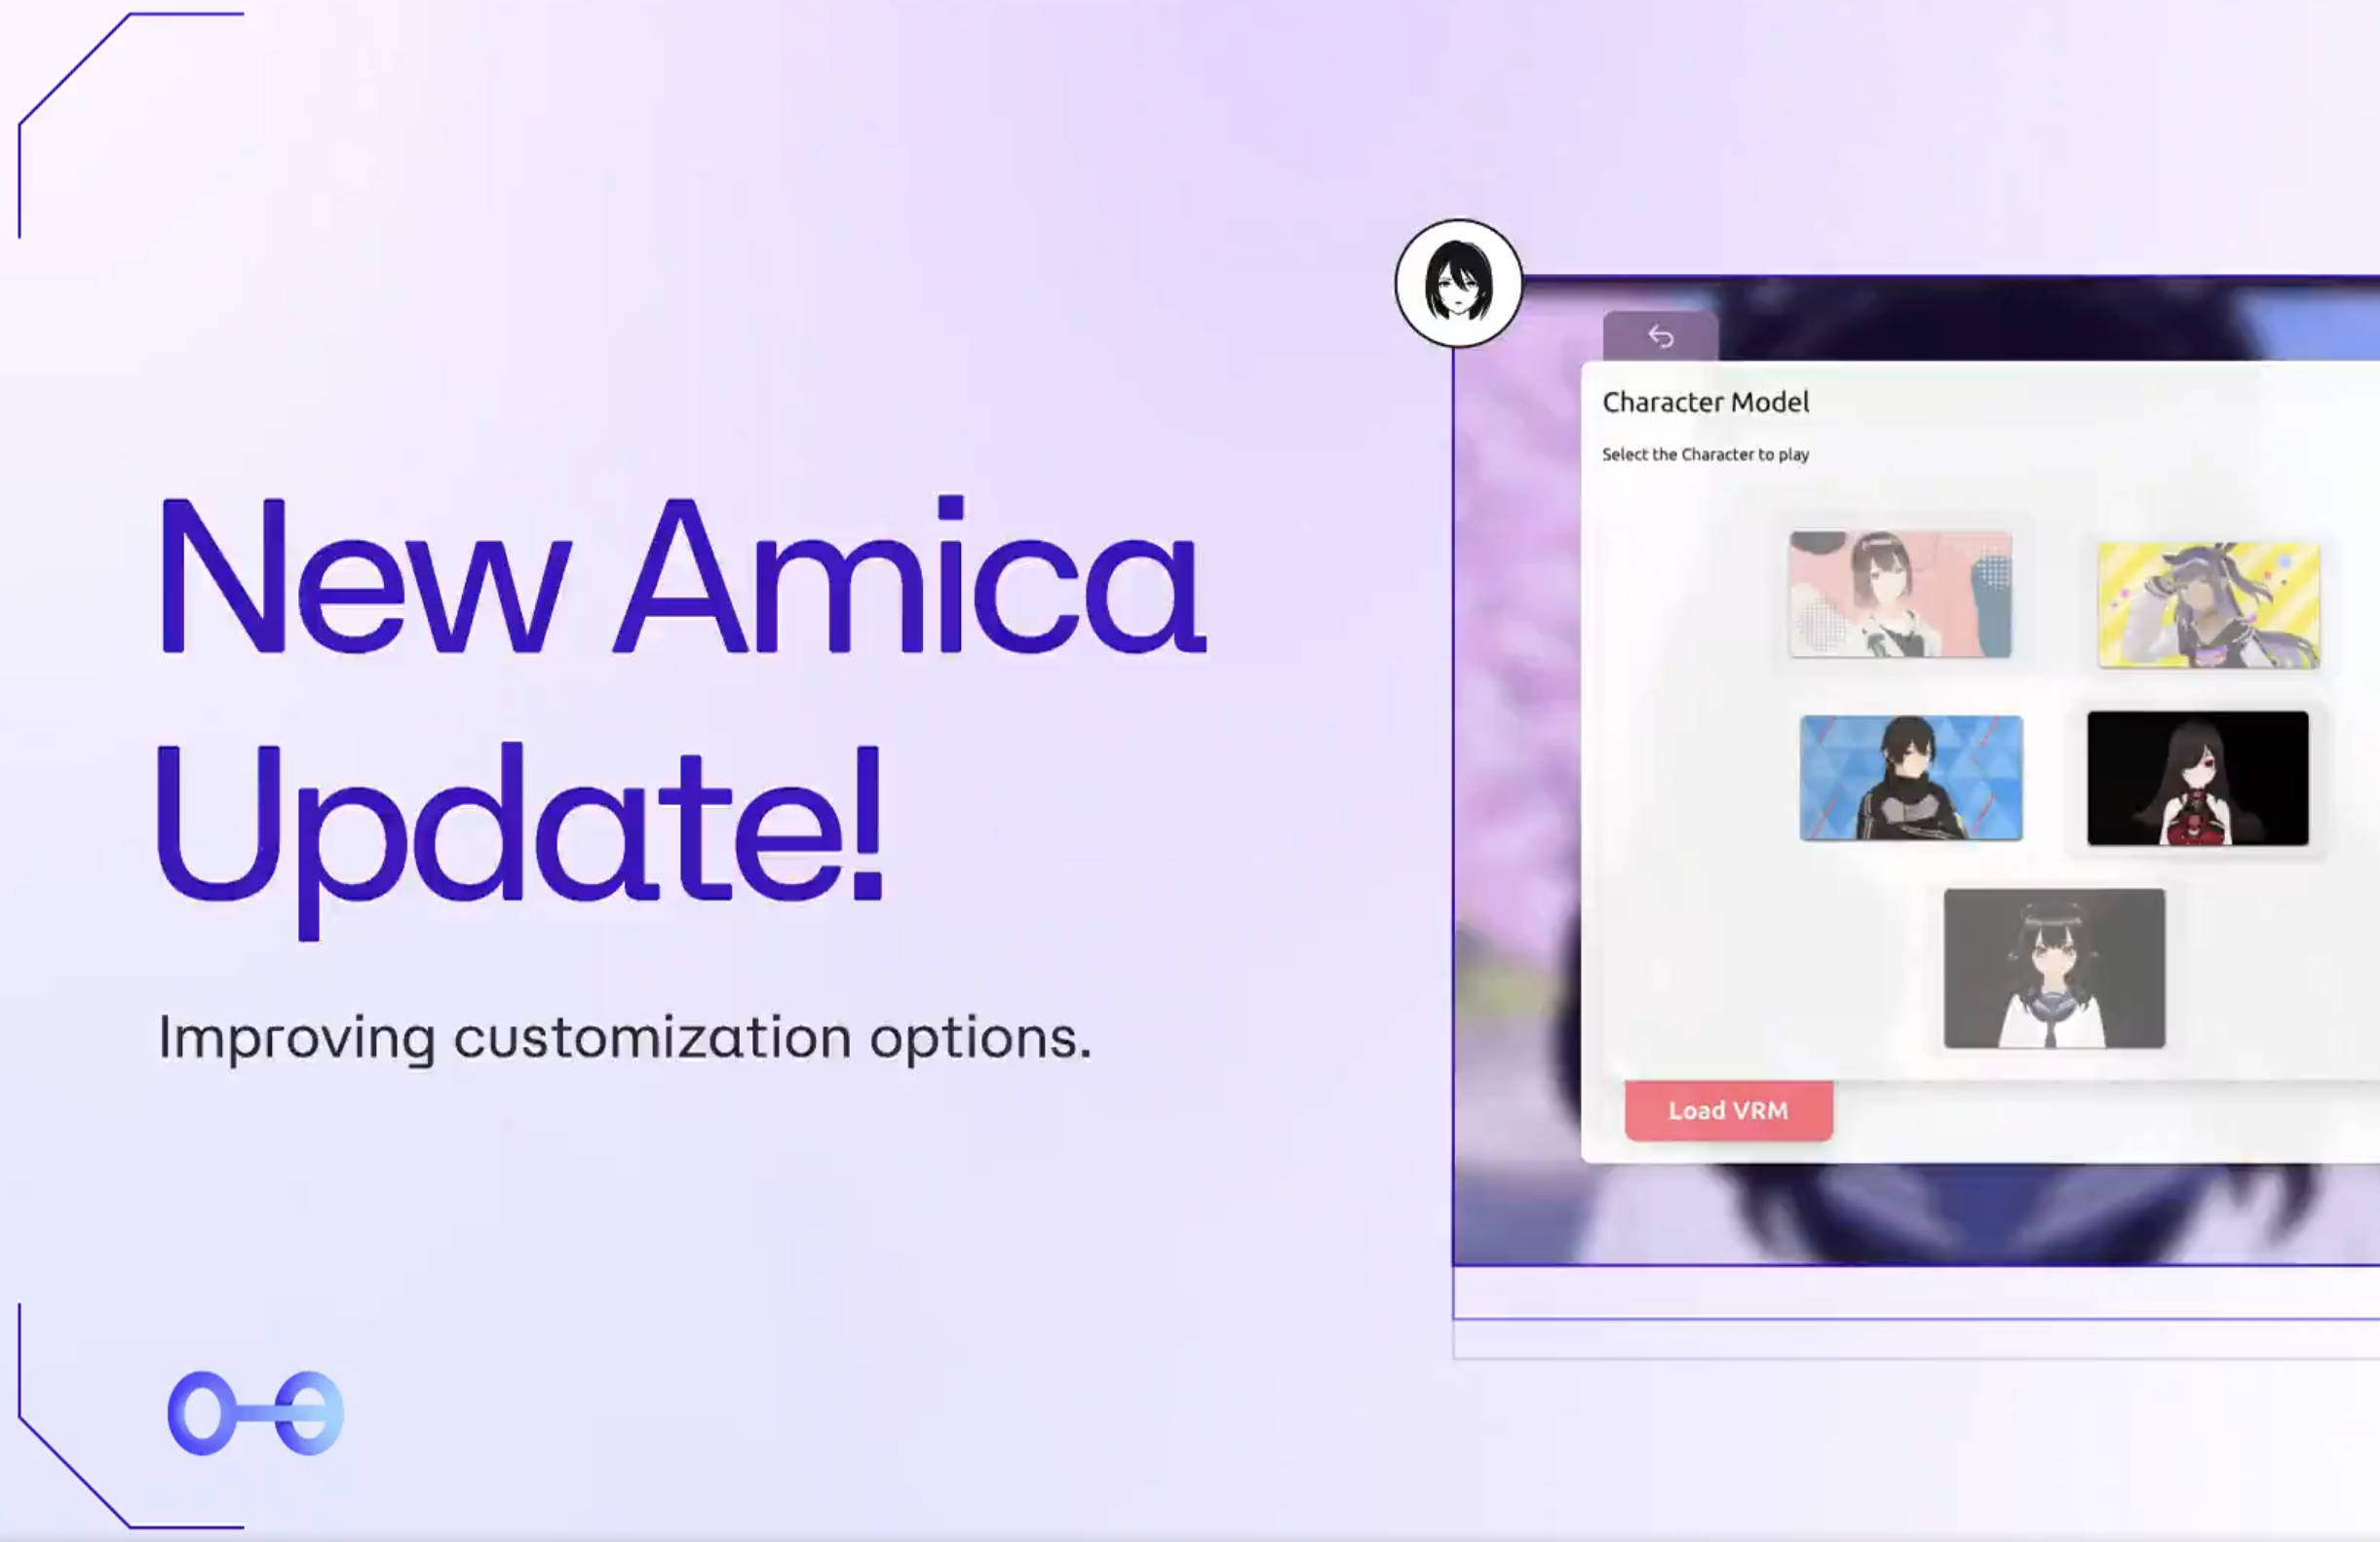 New Amica
Update!
Improving customization options.
Character Model
Select the Character to play
Load VRM